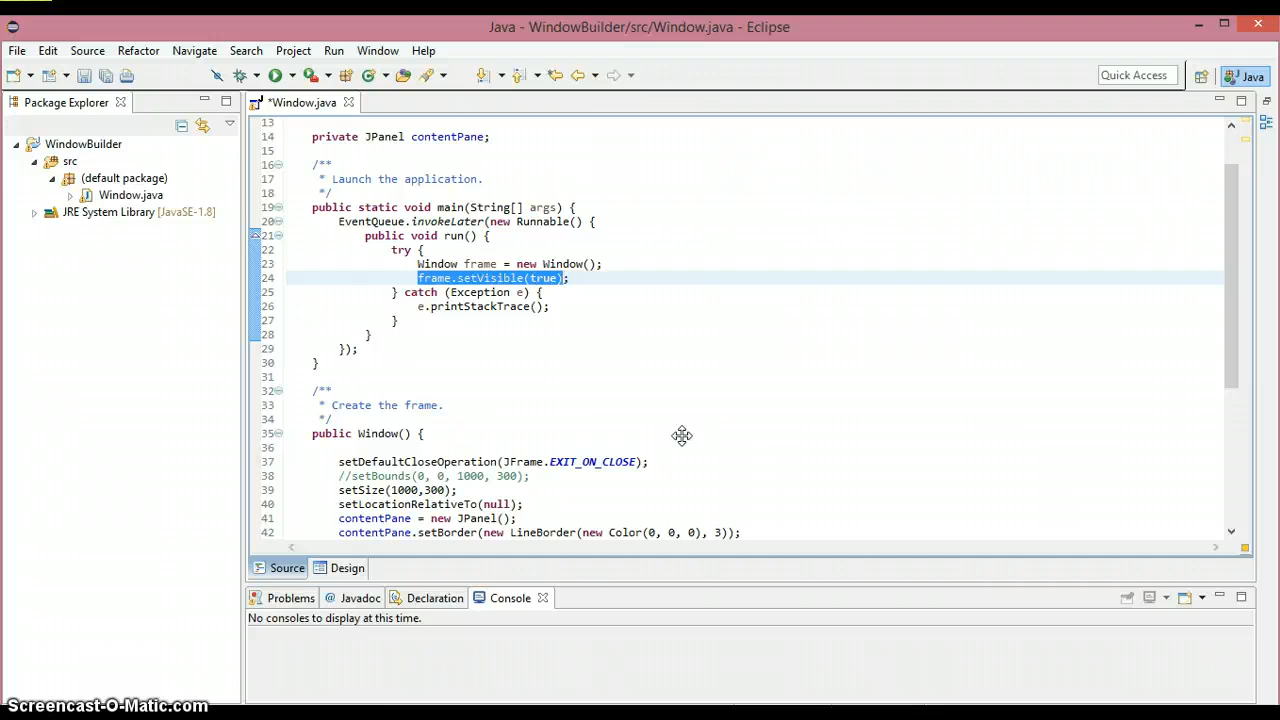 Java - WindowBuilder/src/Window.java - Eclipse
File Edit Source Refactor Navigate Search Project Run Window Help
Quick Access
Java
Package Explorer
*Window.java
WindowBuilder
src
(default package)
Window.java
JRE System Library [JavaSE-1.8]
13
14 private JPanel contentPane;
15
16 /**
17 * Launch the application.
18 */
19 public static void main(String[] args) {
20 EventQueue.invokeLater(new Runnable() {
21 public void run() {
22 try {
23 Window frame = new Window();
24 frame.setVisible(true);
25 } catch (Exception e) {
26 e.printStackTrace();
27 }
28 }
29 });
30 }
31
32 /**
33 * Create the frame.
34 */
35 public Window() {
36
37 setDefaultCloseOperation(JFrame.EXIT_ON_CLOSE);
38 //setBounds(0, 0, 1000, 300);
39 setSize(1000,300);
40 setLocationRelativeTo(null);
41 contentPane = new JPanel();
42 contentPane.setBorder(new LineBorder(new Color(0, 0, 0), 3));
Source Design
Problems @ Javadoc Declaration Console
No consoles to display at this time.
Screencast-O-Matic.com